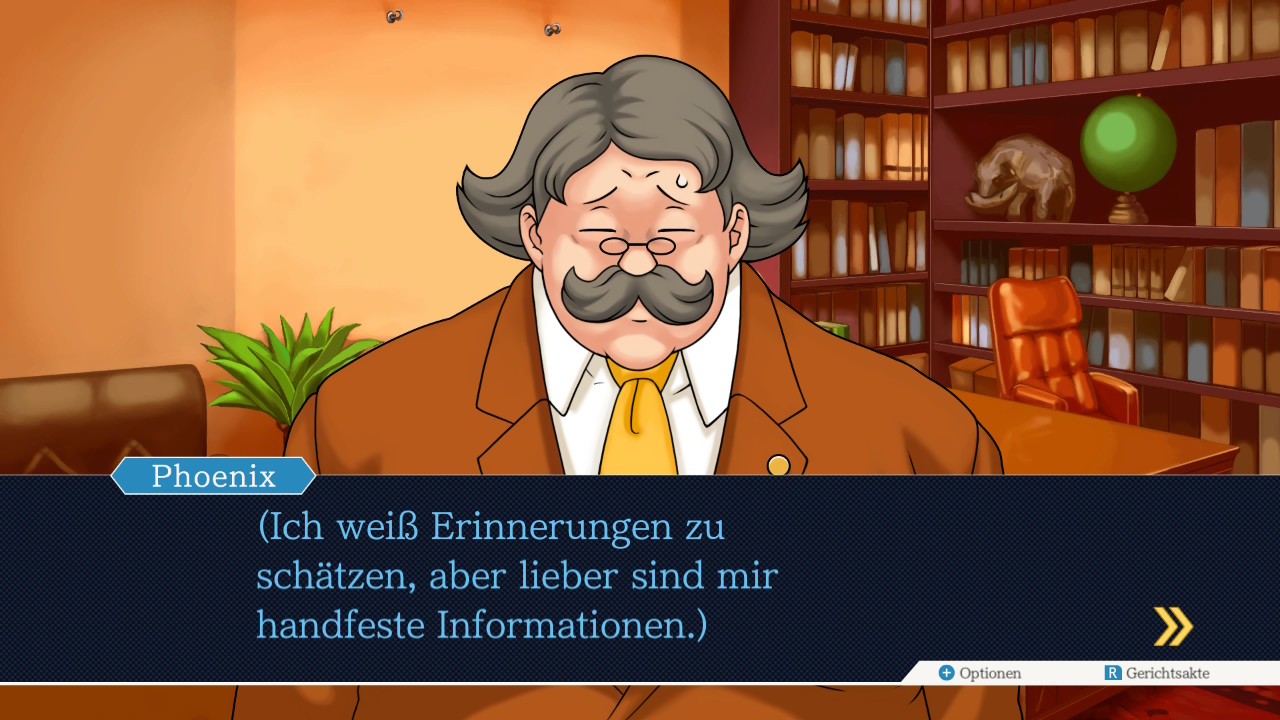 Phoenix
(Ich weiß Erinnerungen zu
schätzen, aber lieber sind mir
handfeste Informationen.)
+ Optionen
R Gerichtsakte